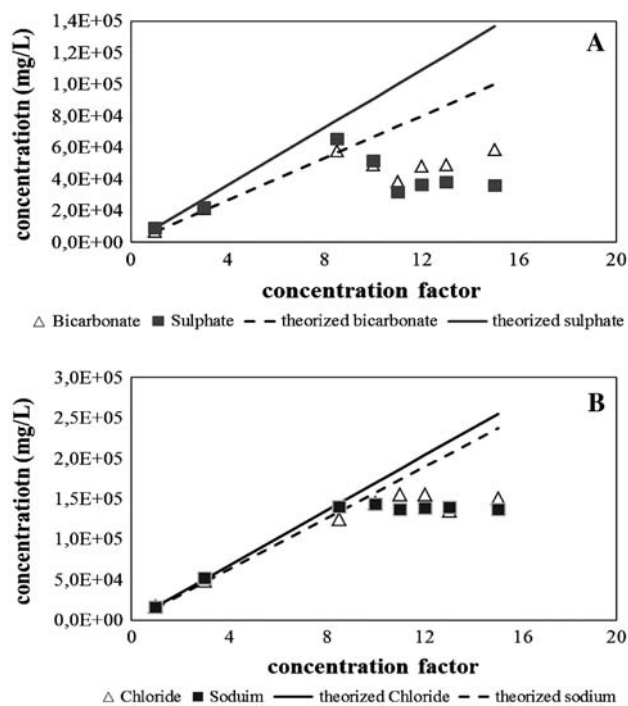 concentratiotn (mg/L)
1,4E+05
1,2E+05
1,0E+05
8,0E+04
6,0E+04
4,0E+04
2,0E+04
0,0E+00
A
0 4 8 12 16 20
concentration factor
Bicarbonate Sulphate theorized bicarbonate theorized sulphate
concentratiotn (mg/L)
3,0E+05
2,5E+05
2,0E+05
1,5E+05
1,0E+05
5,0E+04
0,0E+00
B
0 4 8 12 16 20
concentration factor
Chloride Soduim theorized Chloride theorized sodium